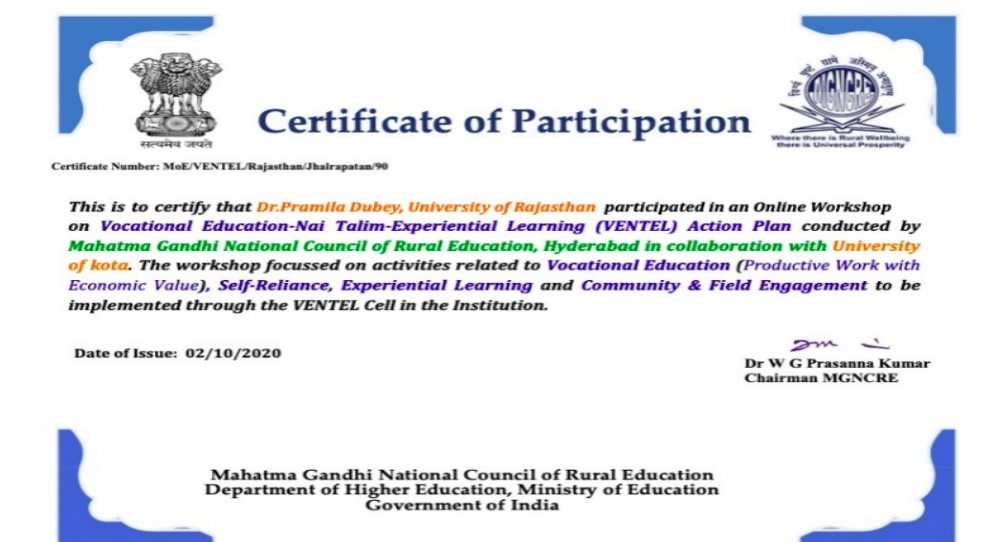 Certificate of Participation
सत्यमेव जयते
MGNCRE
Where there is Rural Wellbeing
there is Universal Prosperity
Certificate Number: MoE/VENTEL/Rajasthan/Jhalrapatan/90
This is to certify that Dr.Pramila Dubey, University of Rajasthan participated in an Online Workshop
on Vocational Education-Nai Talim-Experiential Learning (VENTEL) Action Plan conducted by
Mahatma Gandhi National Council of Rural Education, Hyderabad in collaboration with University
of kota. The workshop focussed on activities related to Vocational Education (Productive Work with
Economic Value), Self-Reliance, Experiential Learning and Community & Field Engagement to be
implemented through the VENTEL Cell in the Institution.
Date of Issue: 02/10/2020
Dr W G Prasanna Kumar
Chairman MGNCRE
Mahatma Gandhi National Council of Rural Education
Department of Higher Education, Ministry of Education
Government of India